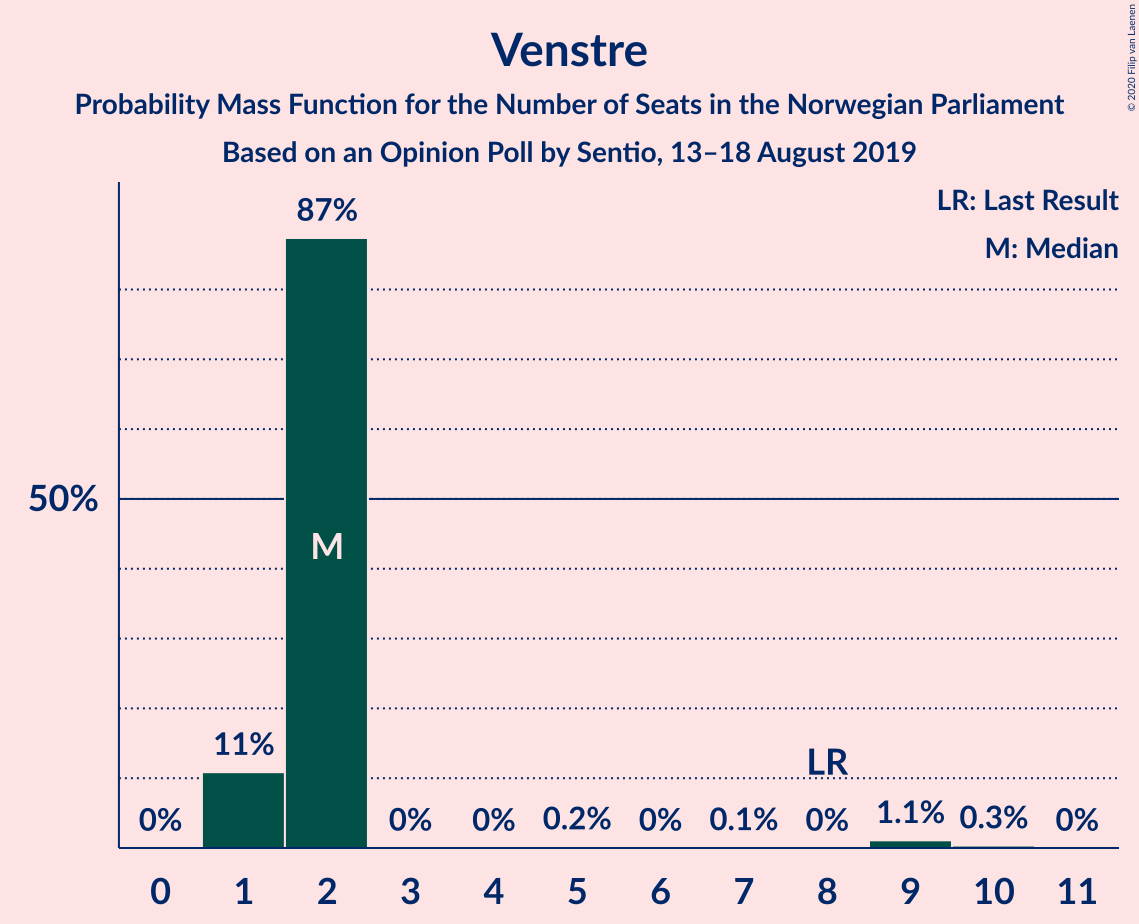 Venstre
Probability Mass Function for the Number of Seats in the Norwegian Parliament
Based on an Opinion Poll by Sentio, 13–18 August 2019
© 2020 Filip van Laenen
LR: Last Result
M: Median
87%
50%
M
11%
LR
0% 0% 0% 0.2% 0% 0.1% 0% 1.1% 0.3% 0%
0 1 2 3 4 5 6 7 8 9 10 11